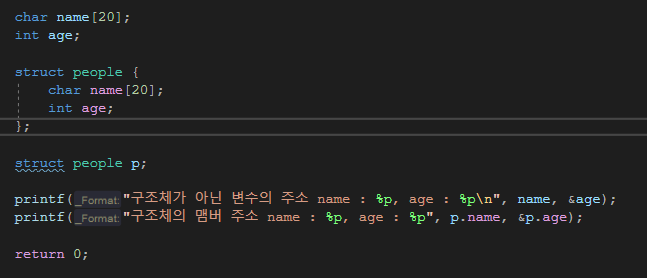 char name[20];
int age;
struct people {
char name[20];
int age;
};
struct people p;
printf(_Format:"구조체가 아닌 변수의 주소 name : %p, age : %p\n", name, &age);
printf(_Format:"구조체의 맴버 주소 name : %p, age : %p", p.name, &p.age);
return 0;